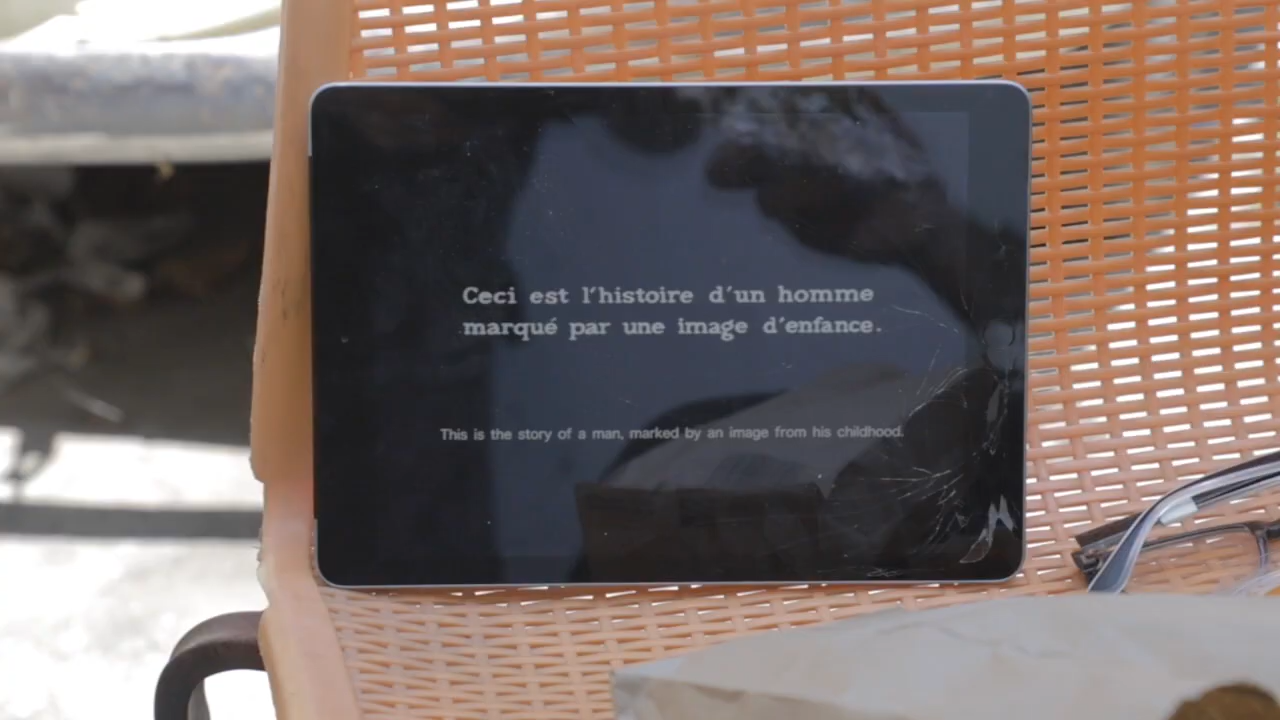 Ceci est l'histoire d'un homme
marqué par une image d'enfance.
This is the story of a man, marked by an image from his childhood.